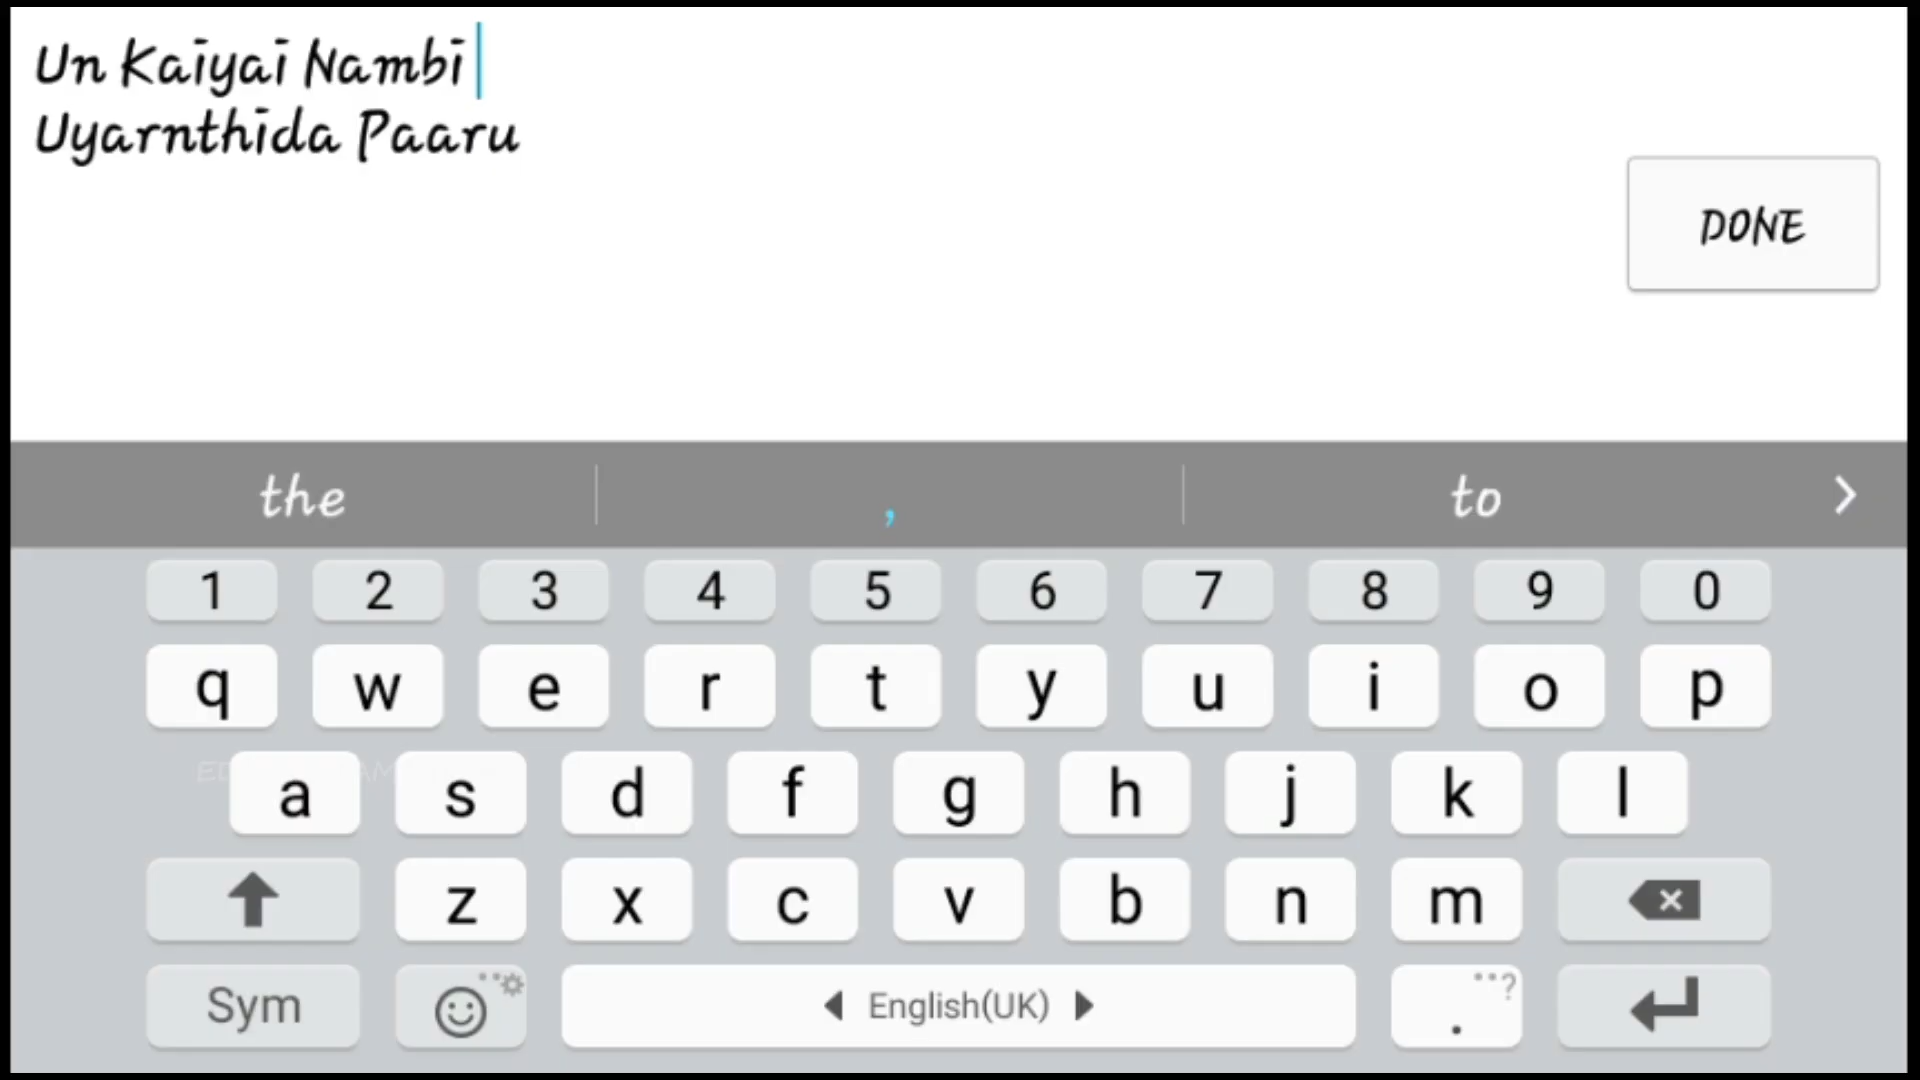 Un Kaiyai Nambi
Uyarnthida Paaru
DONE
the , to
1 2 3 4 5 6 7 8 9 0
q w e r t y u i o p
a s d f g h j k l
z x c v b n m
Sym English(UK) . ?